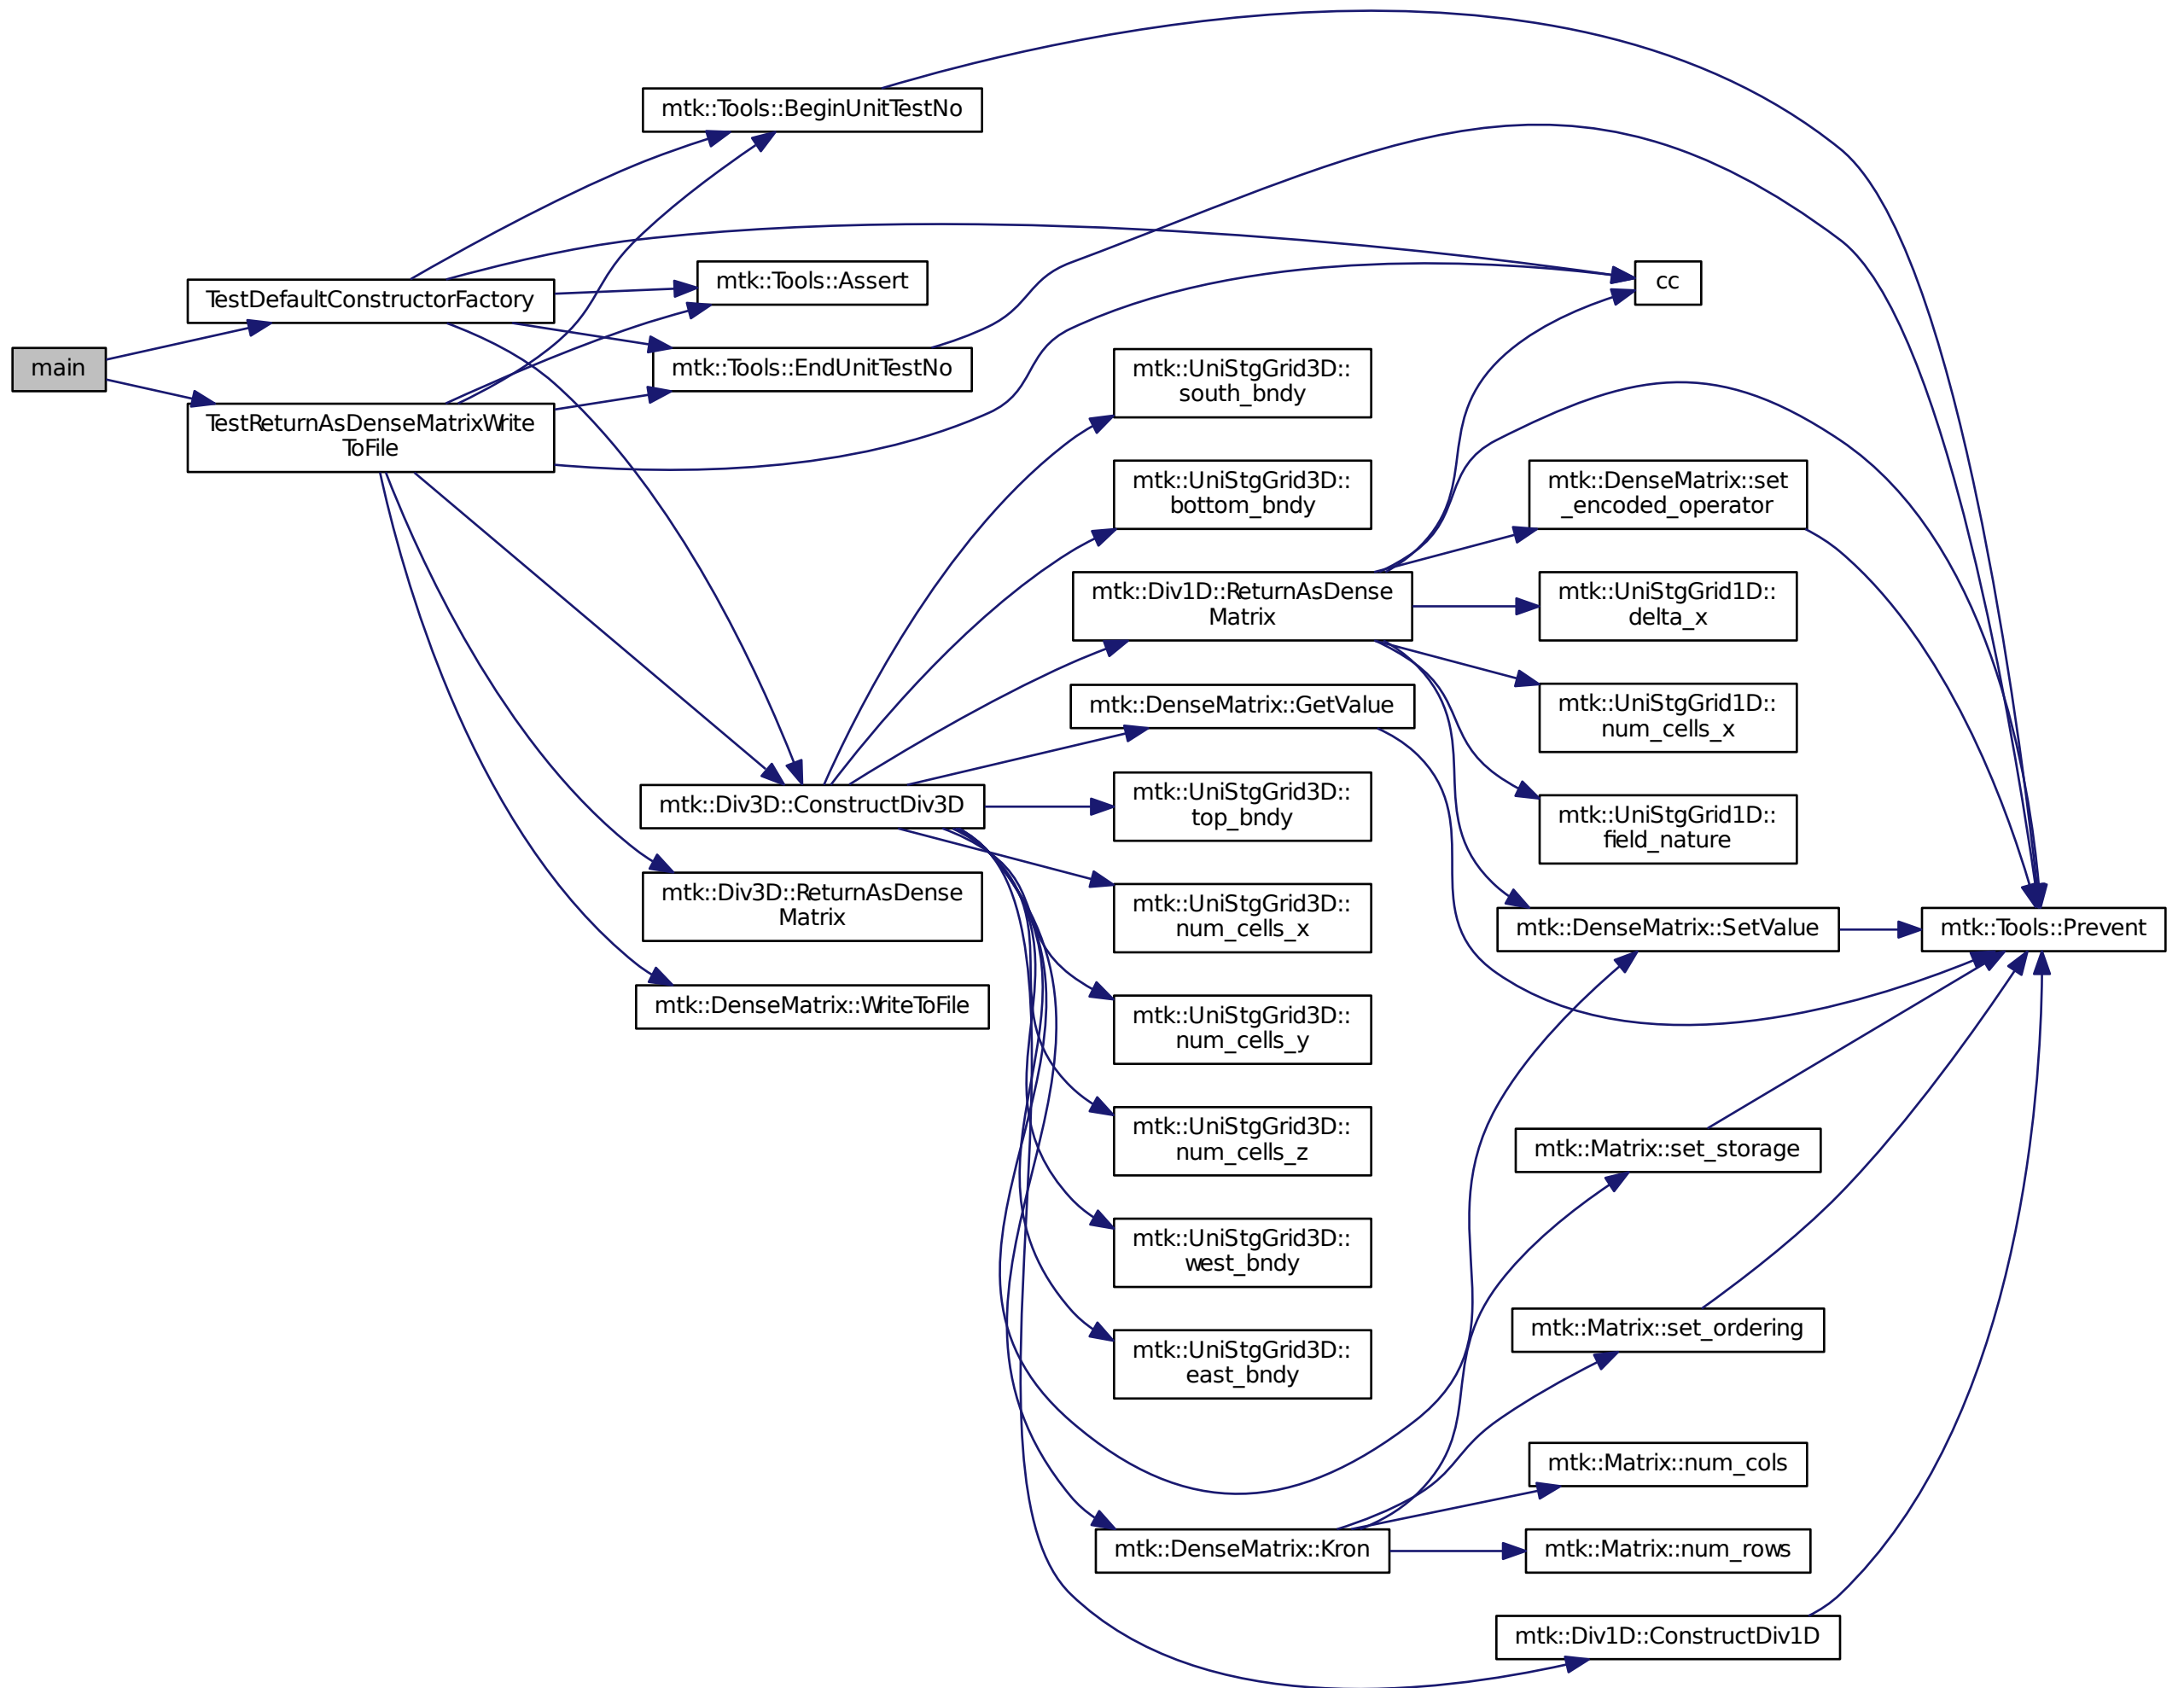 main
TestDefaultConstructorFactory
TestReturnAsDenseMatrixWrite
ToFile
mtk::Tools::BeginUnitTestNo
mtk::Tools::Assert
mtk::Tools::EndUnitTestNo
mtk::Div3D::ConstructDiv3D
mtk::Div3D::ReturnAsDense
Matrix
mtk::DenseMatrix::WriteToFile
mtk::UniStgGrid3D::
south_bndy
mtk::UniStgGrid3D::
bottom_bndy
mtk::Div1D::ReturnAsDense
Matrix
mtk::DenseMatrix::GetValue
mtk::UniStgGrid3D::
top_bndy
mtk::UniStgGrid3D::
num_cells_x
mtk::UniStgGrid3D::
num_cells_y
mtk::UniStgGrid3D::
num_cells_z
mtk::UniStgGrid3D::
west_bndy
mtk::UniStgGrid3D::
east_bndy
mtk::DenseMatrix::Kron
cc
mtk::DenseMatrix::set
_encoded_operator
mtk::UniStgGrid1D::
delta_x
mtk::UniStgGrid1D::
num_cells_x
mtk::UniStgGrid1D::
field_nature
mtk::DenseMatrix::SetValue
mtk::Matrix::set_storage
mtk::Matrix::set_ordering
mtk::Matrix::num_cols
mtk::Matrix::num_rows
mtk::Div1D::ConstructDiv1D
mtk::Tools::Prevent